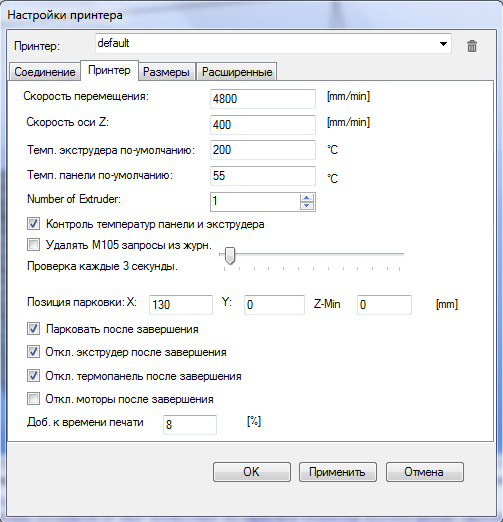 Настройки принтера
Принтер: default
Соединение Принтер Размеры Расширенные
Скорость перемещения: 4800 [mm/min]
Скорость оси Z: 400 [mm/min]
Темп. экструдера по-умолчанию: 200 °C
Темп. панели по-умолчанию: 55 °C
Number of Extruder: 1
Контроль температур панели и экструдера
Удалять M105 запросы из журн.
Проверка каждые 3 секунды.
Позиция парковки: X: 130 Y: 0 Z-Min 0 [mm]
Парковать после завершения
Откл. экструдер после завершения
Откл. термопанель после завершения
Откл. моторы после завершения
Доб. к времени печати 8 [%]
OK Применить Отмена